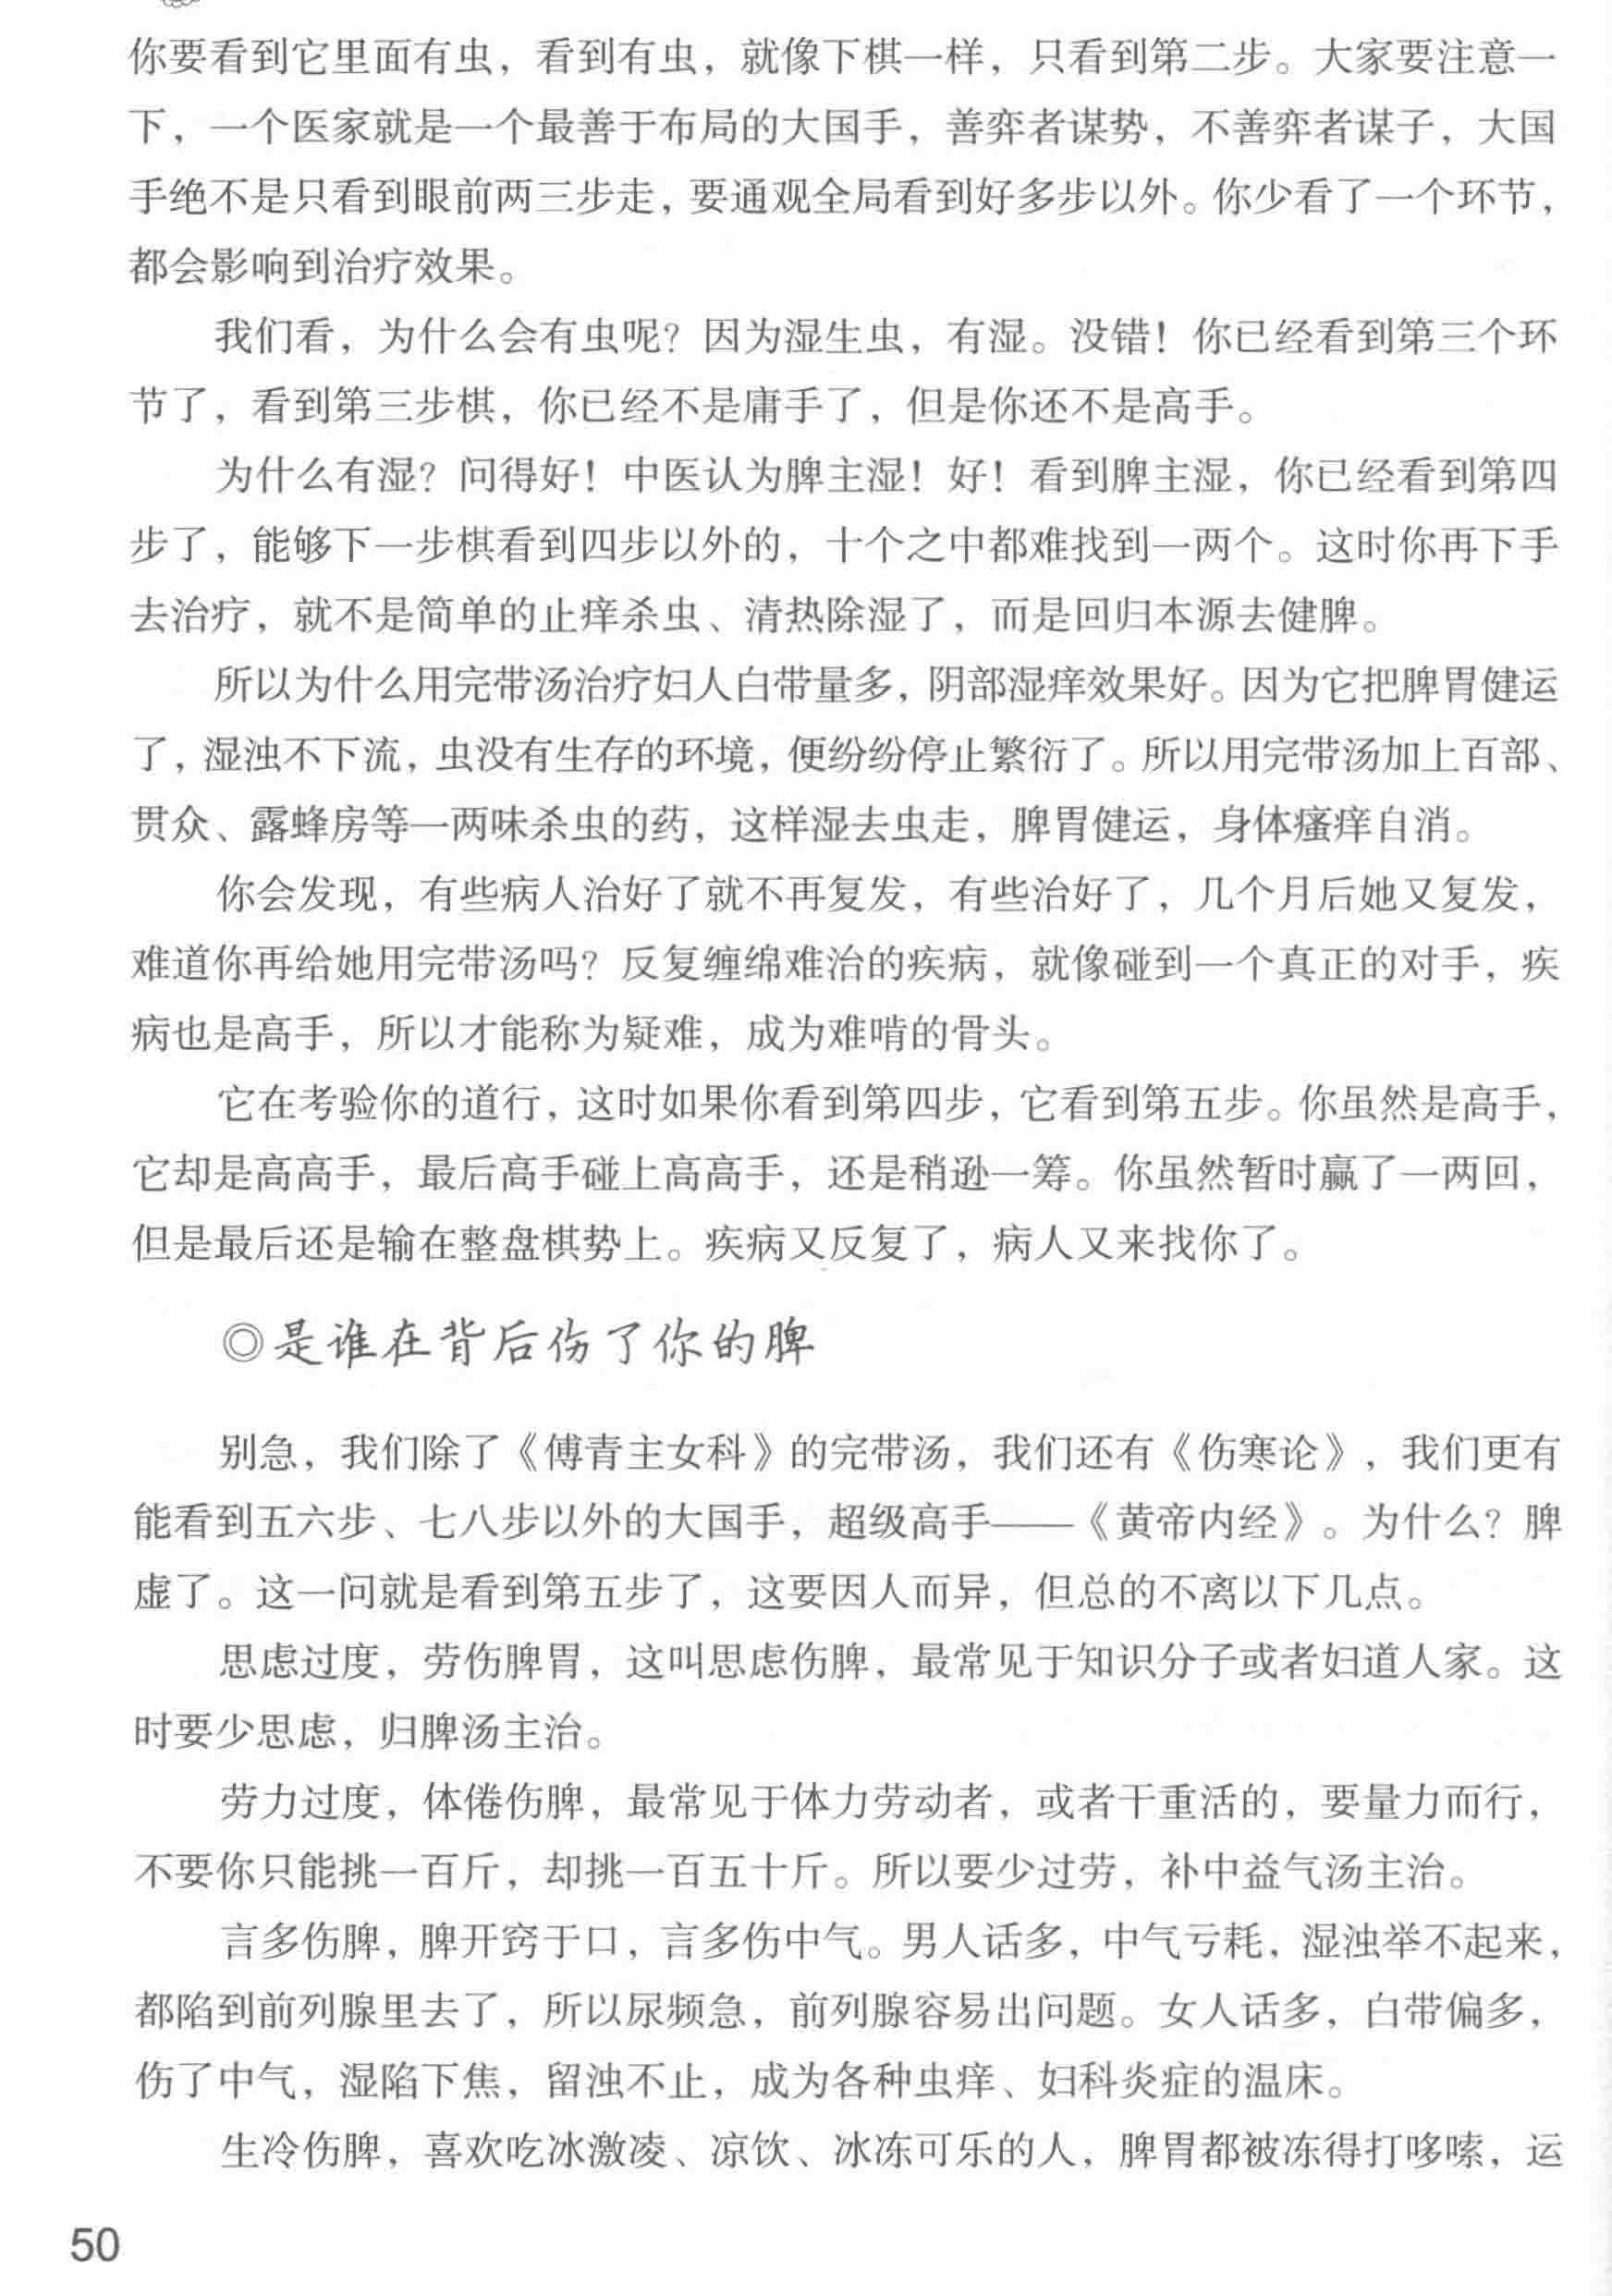 你要看到它里面有虫，看到有虫，就像下棋一样，只看到第二步。大家要注意一
下，一个医家就是一个最善于布局的大国手，善弈者谋势，不善弈者谋子，大国
手绝不是只看到眼前两三步走，要通观全局看到好多步以外。你少看了一个环节，
都会影响到治疗效果。
我们看，为什么会有虫呢？因为湿生虫，有湿。没错！你已经看到第三个环
节了，看到第三步棋，你已经不是庸手了，但是你还不是高手。
为什么有湿？问得好！中医认为脾主湿！好！看到脾主湿，你已经看到第四
步了，能够下一步棋看到四步以外的，十个之中都难找到一两个。这时你再下手
去治疗，就不是简单的止痒杀虫、清热除湿了，而是回归本源去健脾。
所以为什么用完带汤治疗妇人白带量多，阴部湿痒效果好。因为它把脾胃健运
了，湿浊不下流，虫没有生存的环境，便纷纷停止繁衍了。所以用完带汤加上百部、
贯众、露蜂房等一两味杀虫的药，这样湿去虫走，脾胃健运，身体瘙痒自消。
你会发现，有些病人治好了就不再复发，有些治好了，几个月后她又复发，
难道你再给她用完带汤吗？反复缠绵难治的疾病，就像碰到一个真正的对手，疾
病也是高手，所以才能称为疑难，成为难啃的骨头。
它在考验你的道行，这时如果你看到第四步，它看到第五步。你虽然是高手，
它却是高高手，最后高手碰上高高手，还是稍逊一筹。你虽然暂时赢了一两回，
但是最后还是输在整盘棋势上。疾病又反复了，病人又来找你了。
◎是谁在背后伤了你的脾
别急，我们除了《傅青主女科》的完带汤，我们还有《伤寒论》，我们更有
能看到五六步、七八步以外的大国手，超级高手——《黄帝内经》。为什么？脾
虚了。这一问就是看到第五步了，这要因人而异，但总的不离以下几点。
思虑过度，劳伤脾胃，这叫思虑伤脾，最常见于知识分子或者妇道人家。这
时要少思虑，归脾汤主治。
劳力过度，体倦伤脾，最常见于体力劳动者，或者干重活的，要量力而行，
不要你只能挑一百斤，却挑一百五十斤。所以要少过劳，补中益气汤主治。
言多伤脾，脾开窍于口，言多伤中气。男人话多，中气亏耗，湿浊举不起来，
都陷到前列腺里去了，所以尿频急，前列腺容易出问题。女人话多，白带偏多，
伤了中气，湿陷下焦，留浊不止，成为各种虫痒、妇科炎症的温床。
生冷伤脾，喜欢吃冰激凌、凉饮、冰冻可乐的人，脾胃都被冻得打哆嗦，运
50